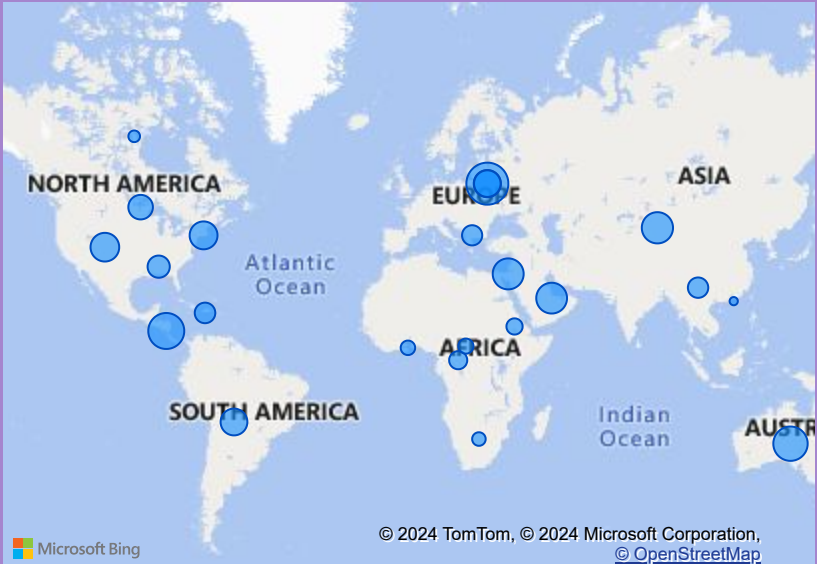 NORTH AMERICA
ASIA
EUROPE
Atlantic
Ocean
AFRICA
SOUTH AMERICA
Indian
Ocean
AUSTR
© 2024 TomTom, © 2024 Microsoft Corporation,
Microsoft Bing
© OpenStreetMap